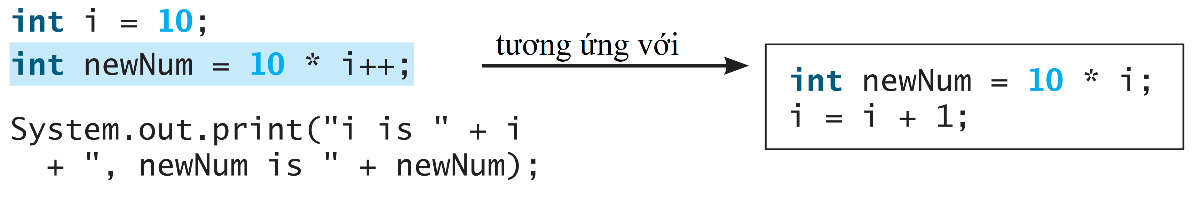 int i = 10;
int newNum = 10 * i++;
tương ứng với
int newNum = 10 * i;
i = i + 1;
System.out.print("i is " + i
+ ", newNum is " + newNum);